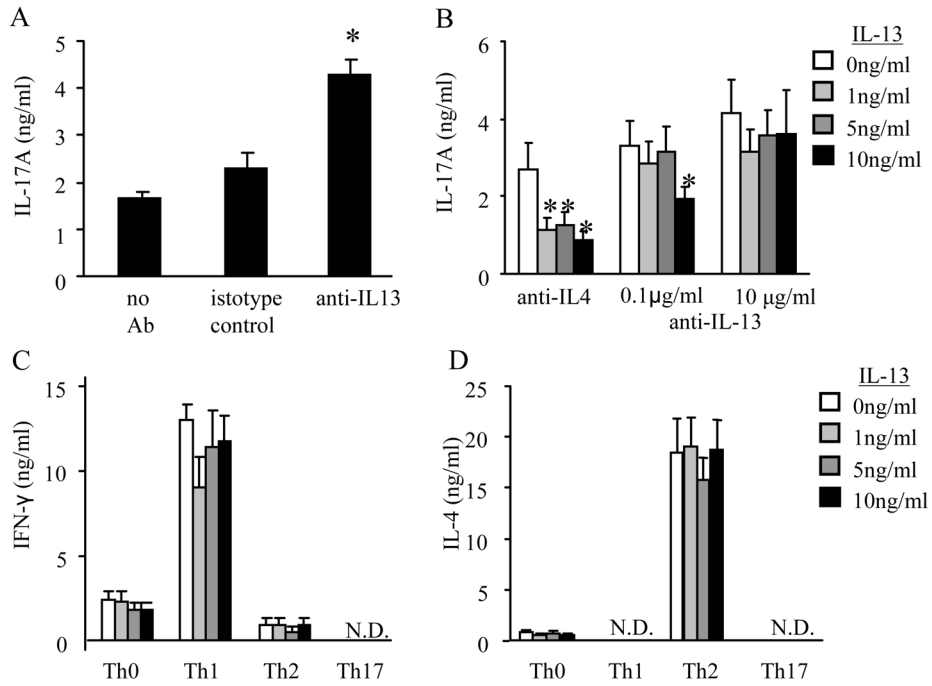 A
IL-17A (ng/ml)
5
4
3
2
1
0
*
no
Ab
istotype
control
anti-IL13
B
IL-17A (ng/ml)
6
4
2
0
* *
*
*
anti-IL4
0.1µg/ml
10 µg/ml
anti-IL-13
IL-13
0ng/ml
1ng/ml
5ng/ml
10ng/ml
C
IFN-γ (ng/ml)
15
10
5
0
N.D.
Th0 Th1 Th2 Th17
D
IL-4 (ng/ml)
25
20
15
10
5
0
N.D. N.D.
Th0 Th1 Th2 Th17
IL-13
0ng/ml
1ng/ml
5ng/ml
10ng/ml